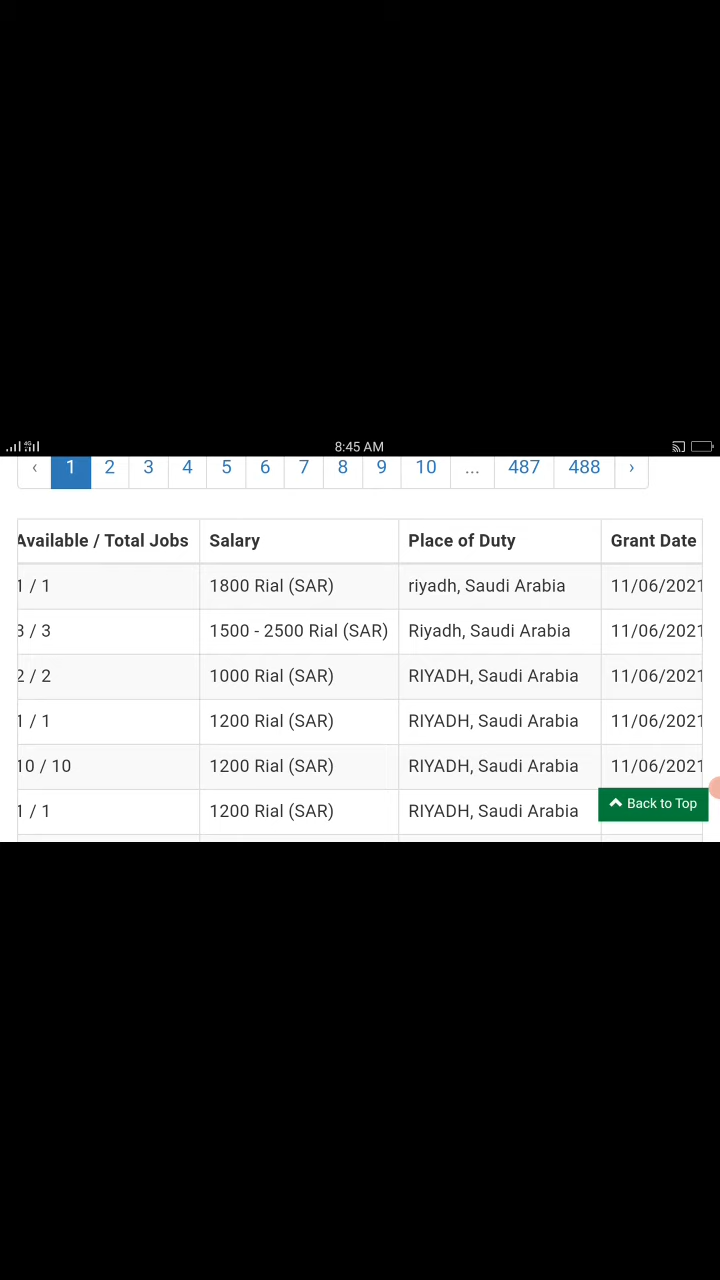 8:45 AM
‹ 1 2 3 4 5 6 7 8 9 10 ... 487 488 ›
Available / Total Jobs Salary Place of Duty Grant Date
1 / 1 1800 Rial (SAR) riyadh, Saudi Arabia 11/06/2021
3 / 3 1500 - 2500 Rial (SAR) Riyadh, Saudi Arabia 11/06/2021
2 / 2 1000 Rial (SAR) RIYADH, Saudi Arabia 11/06/2021
1 / 1 1200 Rial (SAR) RIYADH, Saudi Arabia 11/06/2021
10 / 10 1200 Rial (SAR) RIYADH, Saudi Arabia 11/06/2021
1 / 1 1200 Rial (SAR) RIYADH, Saudi Arabia
Back to Top